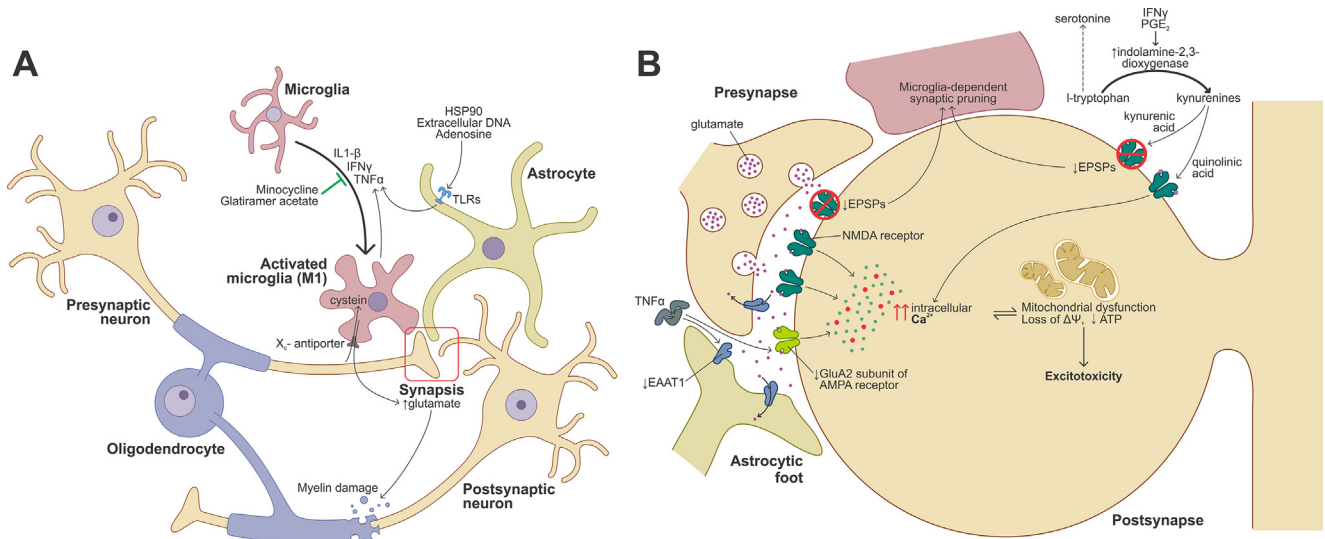 A
Microglia
HSP90
Extracellular DNA
Adenosine
IL1-β
IFNγ
TNFα
Minocycline
Glatiramer acetate
TLRs
Astrocyte
Activated
microglia (M1)
cystein
Presynaptic
neuron
Xc- antiporter
Synapsis
↑glutamate
Oligodendrocyte
Myelin damage
Postsynaptic
neuron
B
Presynapse
glutamate
Microglia-dependent
synaptic pruning
serotonine
IFNγ
PGE2
↑indolamine-2,3-
dioxygenase
l-tryptophan
kynurenines
kynurenic
acid
quinolinic
acid
↓EPSPs
↓EPSPs
NMDA receptor
TNFα
↑↑ intracellular
Ca2+
Mitochondrial dysfunction
Loss of ΔΨ, ↓ ATP
↓GluA2 subunit of
AMPA receptor
↓EAAT1
Excitotoxicity
Astrocytic
foot
Postsynapse